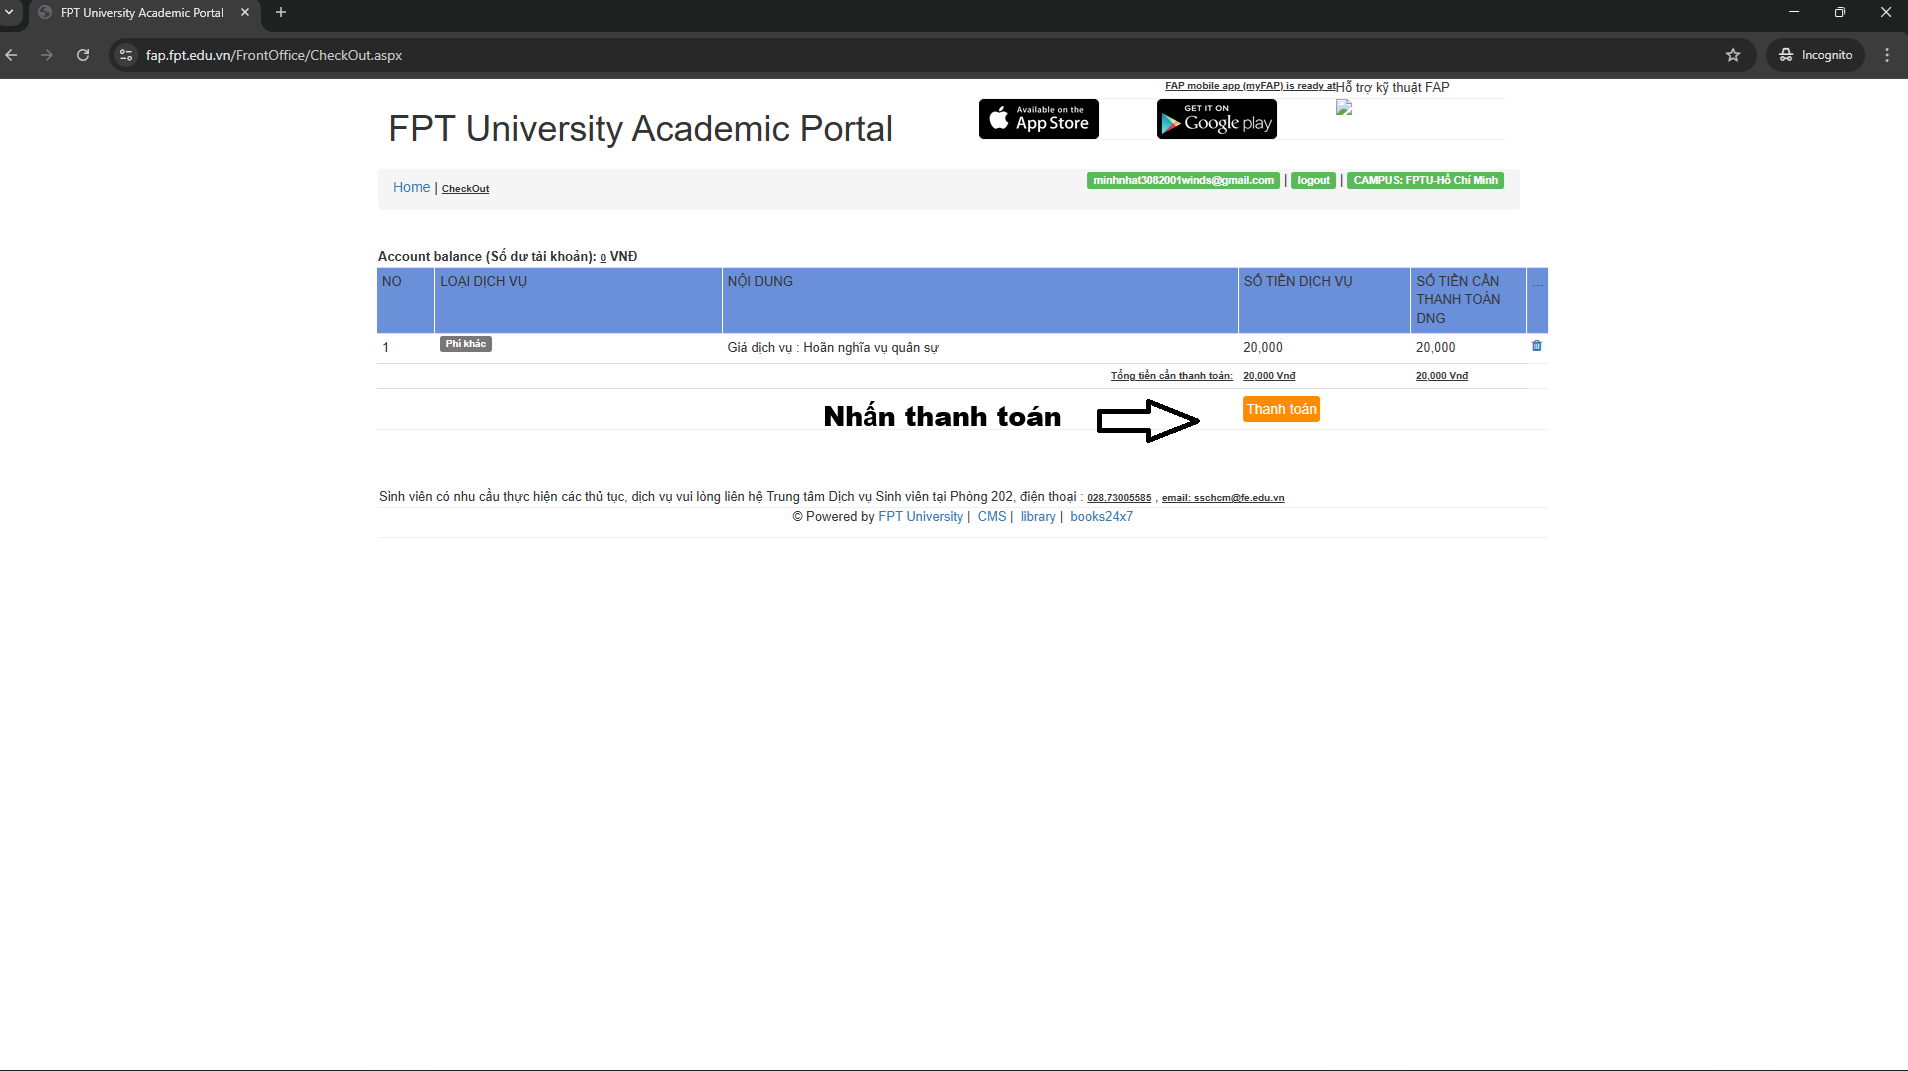 FPT University Academic Portal
fap.fpt.edu.vn/FrontOffice/CheckOut.aspx
Incognito
FAP mobile app (myFAP) is ready at
Hỗ trợ kỹ thuật FAP
FPT University Academic Portal
Available on the
App Store
GET IT ON
Google play
Home | CheckOut
minhnhat3082001winds@gmail.com | logout | CAMPUS: FPTU-Hồ Chí Minh
Account balance (Số dư tài khoản): 0 VNĐ
NO LOẠI DỊCH VỤ NỘI DUNG SỐ TIỀN DỊCH VỤ SỐ TIỀN CẦN ...
THANH TOÁN
DNG
1 Phí khác Giá dịch vụ : Hoãn nghĩa vụ quân sự 20,000 20,000
Tổng tiền cần thanh toán: 20,000 Vnđ 20,000 Vnđ
Nhấn thanh toán Thanh toán
Sinh viên có nhu cầu thực hiện các thủ tục, dịch vụ vui lòng liên hệ Trung tâm Dịch vụ Sinh viên tại Phòng 202, điện thoại : 028.73005585 , email: sschcm@fe.edu.vn
© Powered by FPT University | CMS | library | books24x7